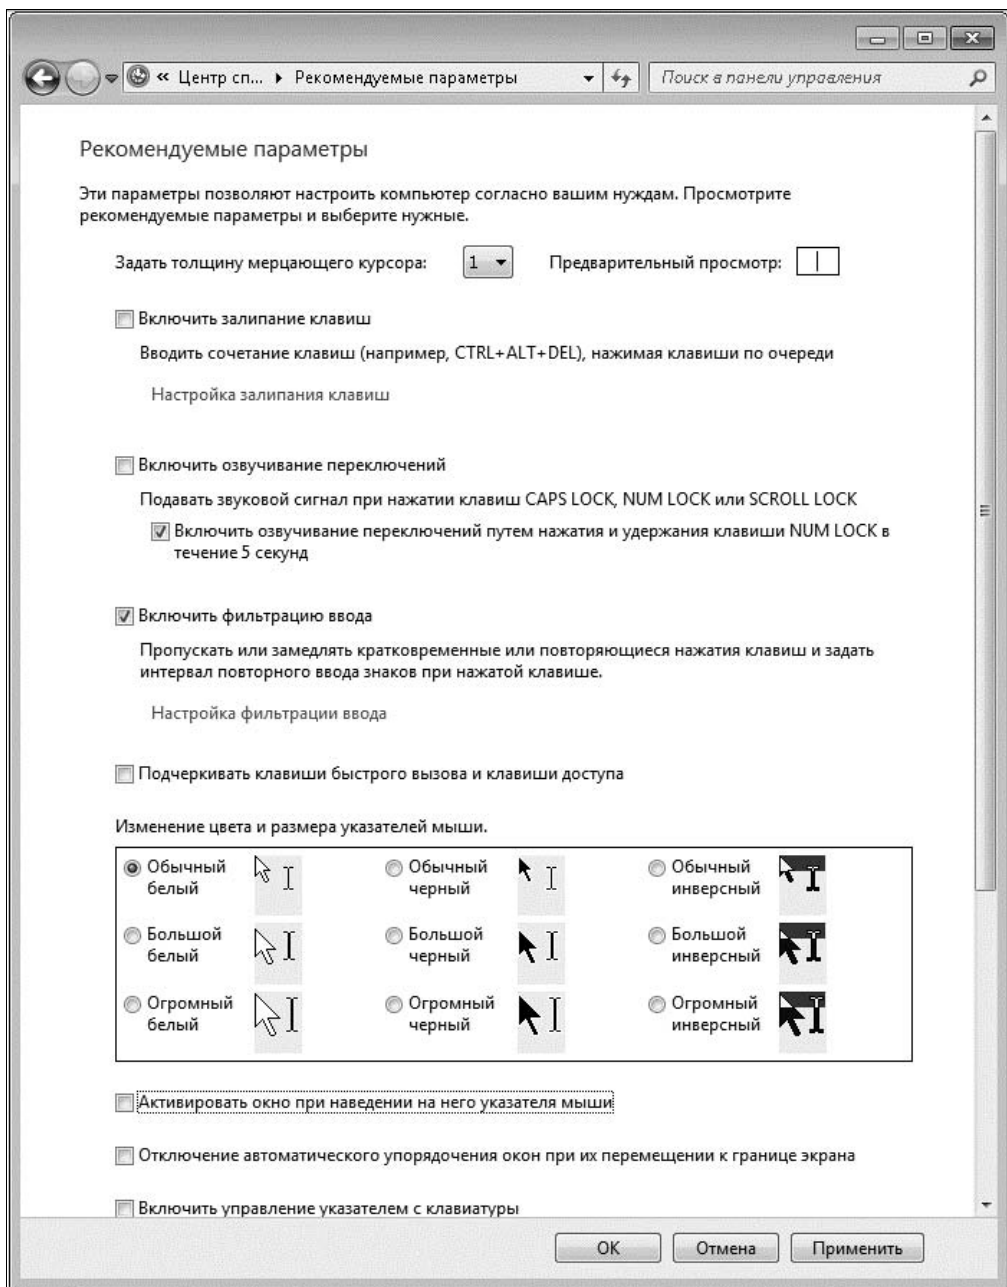 « Центр сп... Рекомендуемые параметры Поиск в панели управления
Рекомендуемые параметры
Эти параметры позволяют настроить компьютер согласно вашим нуждам. Просмотрите
рекомендуемые параметры и выберите нужные.
Задать толщину мерцающего курсора: 1 Предварительный просмотр:
Включить залипание клавиш
Вводить сочетание клавиш (например, CTRL+ALT+DEL), нажимая клавиши по очереди
Настройка залипания клавиш
Включить озвучивание переключений
Подавать звуковой сигнал при нажатии клавиш CAPS LOCK, NUM LOCK или SCROLL LOCK
Включить озвучивание переключений путем нажатия и удержания клавиши NUM LOCK в
течение 5 секунд
Включить фильтрацию ввода
Пропускать или замедлять кратковременные или повторяющиеся нажатия клавиш и задать
интервал повторного ввода знаков при нажатой клавише.
Настройка фильтрации ввода
Подчеркивать клавиши быстрого вызова и клавиши доступа
Изменение цвета и размера указателей мыши.
Обычный Обычный Обычный
белый черный инверсный
Большой Большой Большой
белый черный инверсный
Огромный Огромный Огромный
белый черный инверсный
Активировать окно при наведении на него указателя мыши
Отключение автоматического упорядочения окон при их перемещении к границе экрана
Включить управление указателем с клавиатуры
ОК Отмена Применить